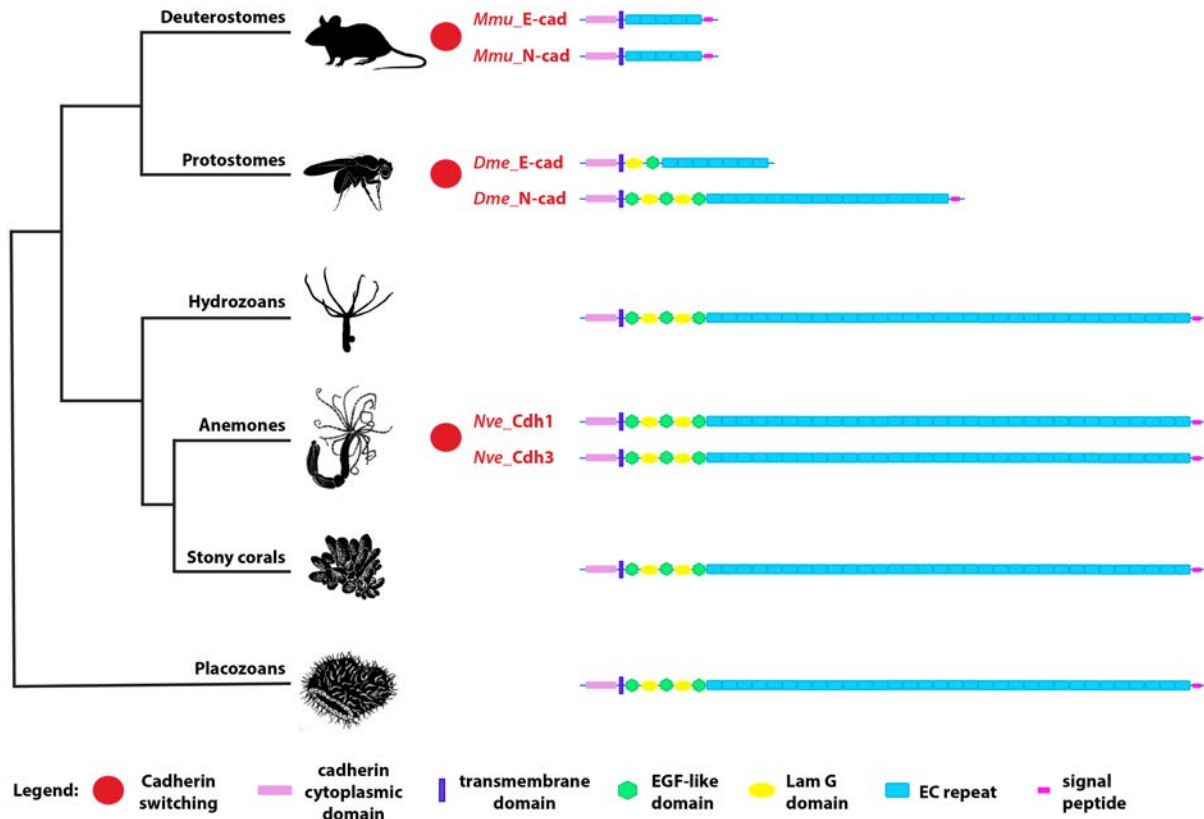 Deuterostomes
Mmu_E-cad
Mmu_N-cad
Protostomes
Dme_E-cad
Dme_N-cad
Hydrozoans
Anemones
Nve_Cdh1
Nve_Cdh3
Stony corals
Placozoans
Legend:
Cadherin
switching
cadherin
cytoplasmic
domain
transmembrane
domain
EGF-like
domain
Lam G
domain
EC repeat
signal
peptide